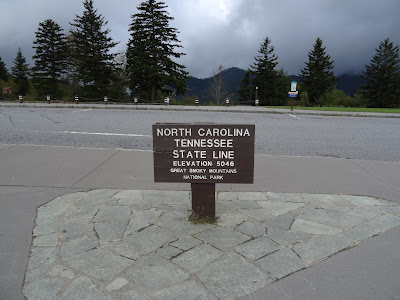 NORTH CAROLINA
TENNESSEE
STATE LINE
ELEVATION 5046
GREAT SMOKY MOUNTAINS
NATIONAL PARK